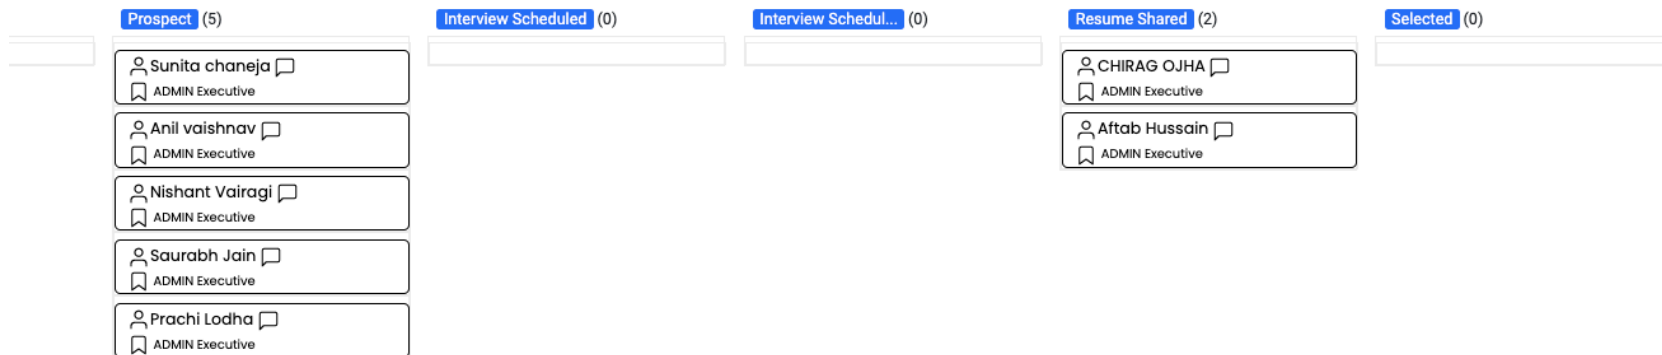 Prospect (5)
Interview Scheduled (0)
Interview Schedul... (0)
Resume Shared (2)
Selected (0)
Sunita chaneja
ADMIN Executive
Anil vaishnav
ADMIN Executive
Nishant Vairagi
ADMIN Executive
Saurabh Jain
ADMIN Executive
Prachi Lodha
ADMIN Executive
CHIRAG OJHA
ADMIN Executive
Aftab Hussain
ADMIN Executive